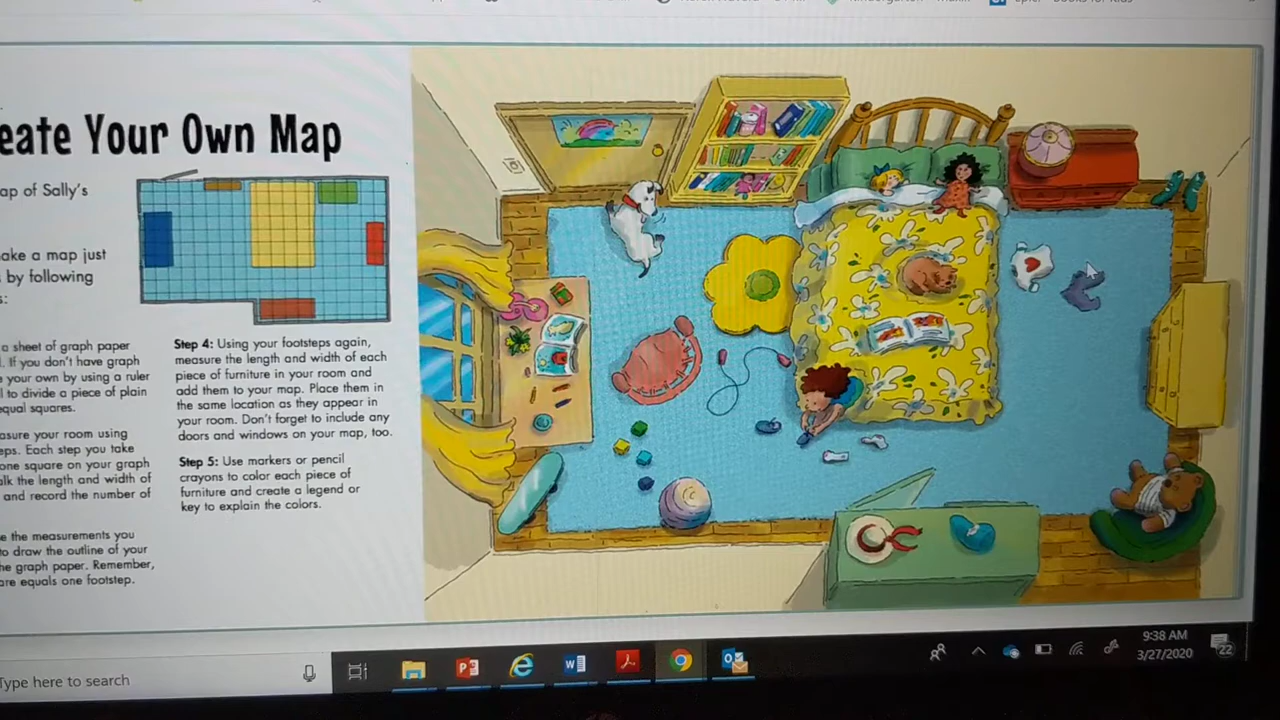 eate Your Own Map
ap of Sally's
ake a map just
s by following
s:
a sheet of graph paper
. If you don't have graph
e your own by using a ruler
l to divide a piece of plain
equal squares.
asure your room using
eps. Each step you take
one square on your graph
alk the length and width of
and record the number of
e the measurements you
to draw the outline of your
he graph paper. Remember,
are equals one footstep.
Step 4: Using your footsteps again,
measure the length and width of each
piece of furniture in your room and
add them to your map. Place them in
the same location as they appear in
your room. Don't forget to include any
doors and windows on your map, too.
Step 5: Use markers or pencil
crayons to color each piece of
furniture and create a legend or
key to explain the colors.
Type here to search
9:38 AM
3/27/2020
22